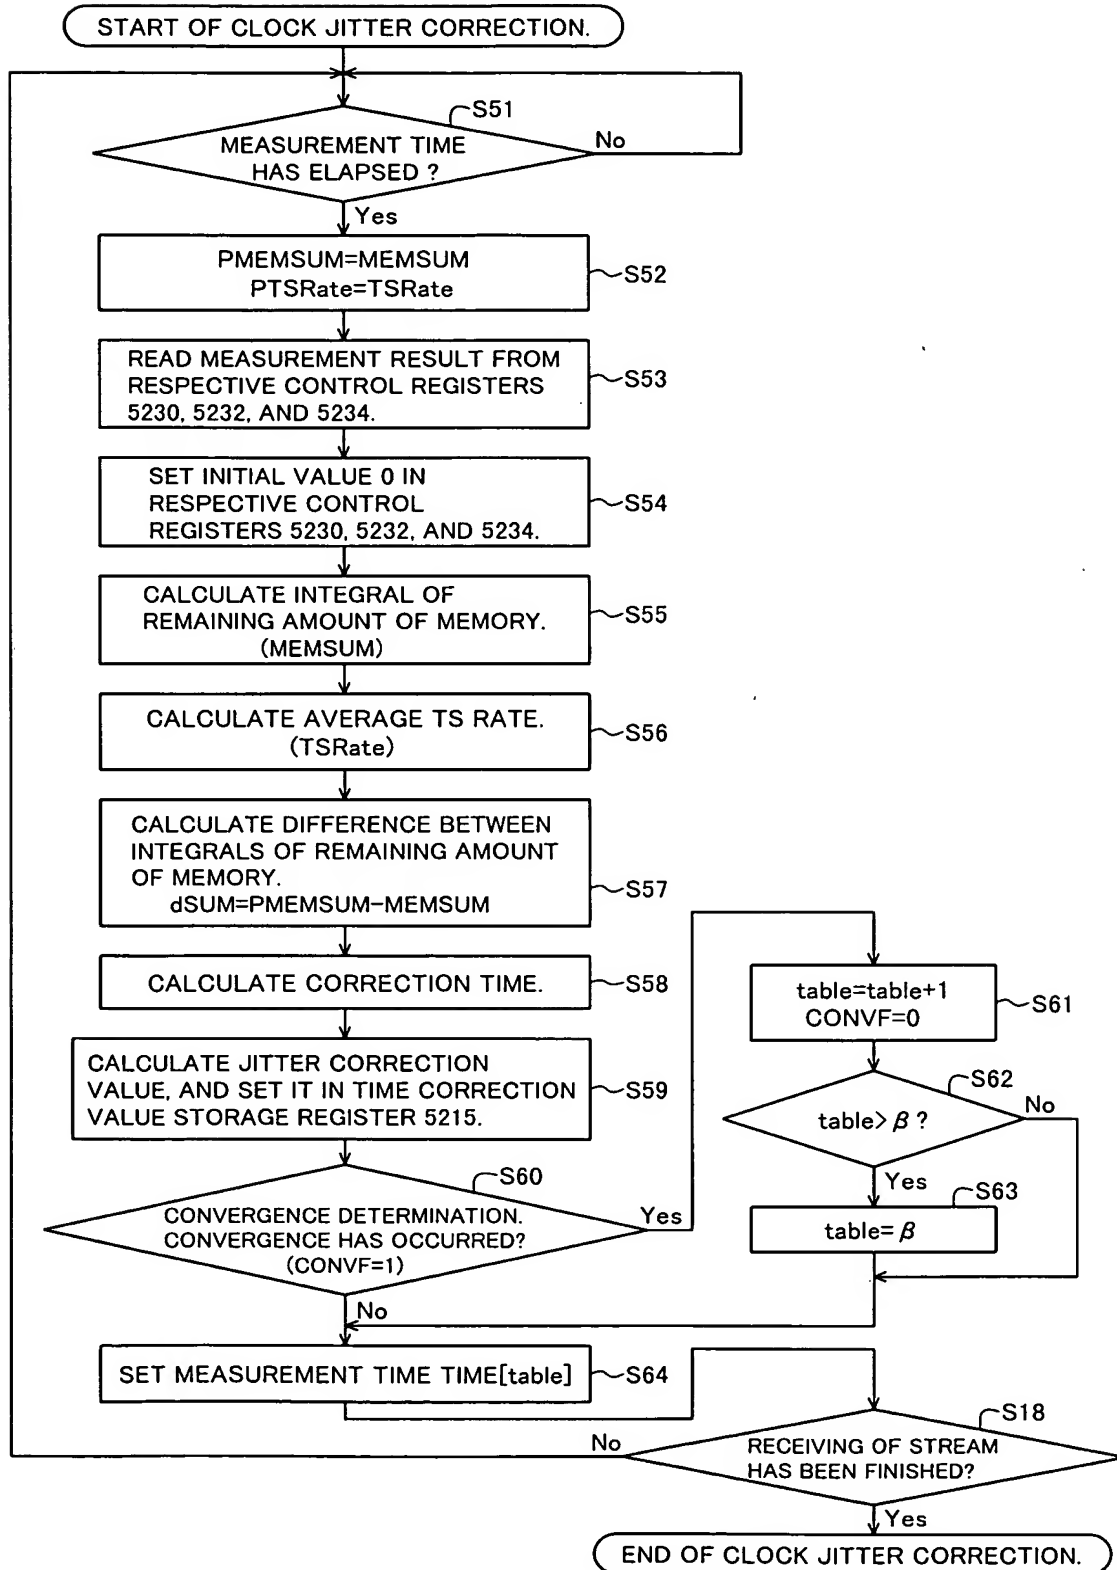 START OF CLOCK JITTER CORRECTION.
S51
MEASUREMENT TIME
HAS ELAPSED ?
No
Yes
PMEMSUM=MEMSUM
PTSRate=TSRate
S52
READ MEASUREMENT RESULT FROM
RESPECTIVE CONTROL REGISTERS
5230, 5232, AND 5234.
S53
SET INITIAL VALUE 0 IN
RESPECTIVE CONTROL
REGISTERS 5230, 5232, AND 5234.
S54
CALCULATE INTEGRAL OF
REMAINING AMOUNT OF MEMORY.
(MEMSUM)
S55
CALCULATE AVERAGE TS RATE.
(TSRate)
S56
CALCULATE DIFFERENCE BETWEEN
INTEGRALS OF REMAINING AMOUNT
OF MEMORY.
dSUM=PMEMSUM-MEMSUM
S57
CALCULATE CORRECTION TIME.
S58
CALCULATE JITTER CORRECTION
VALUE, AND SET IT IN TIME CORRECTION
VALUE STORAGE REGISTER 5215.
S59
S60
CONVERGENCE DETERMINATION.
CONVERGENCE HAS OCCURRED?
(CONVF=1)
Yes
No
table=table+1
CONVF=0
S61
S62
table> β ?
No
Yes
S63
table= β
SET MEASUREMENT TIME TIME[table]
S64
S18
RECEIVING OF STREAM
HAS BEEN FINISHED?
No
Yes
END OF CLOCK JITTER CORRECTION.